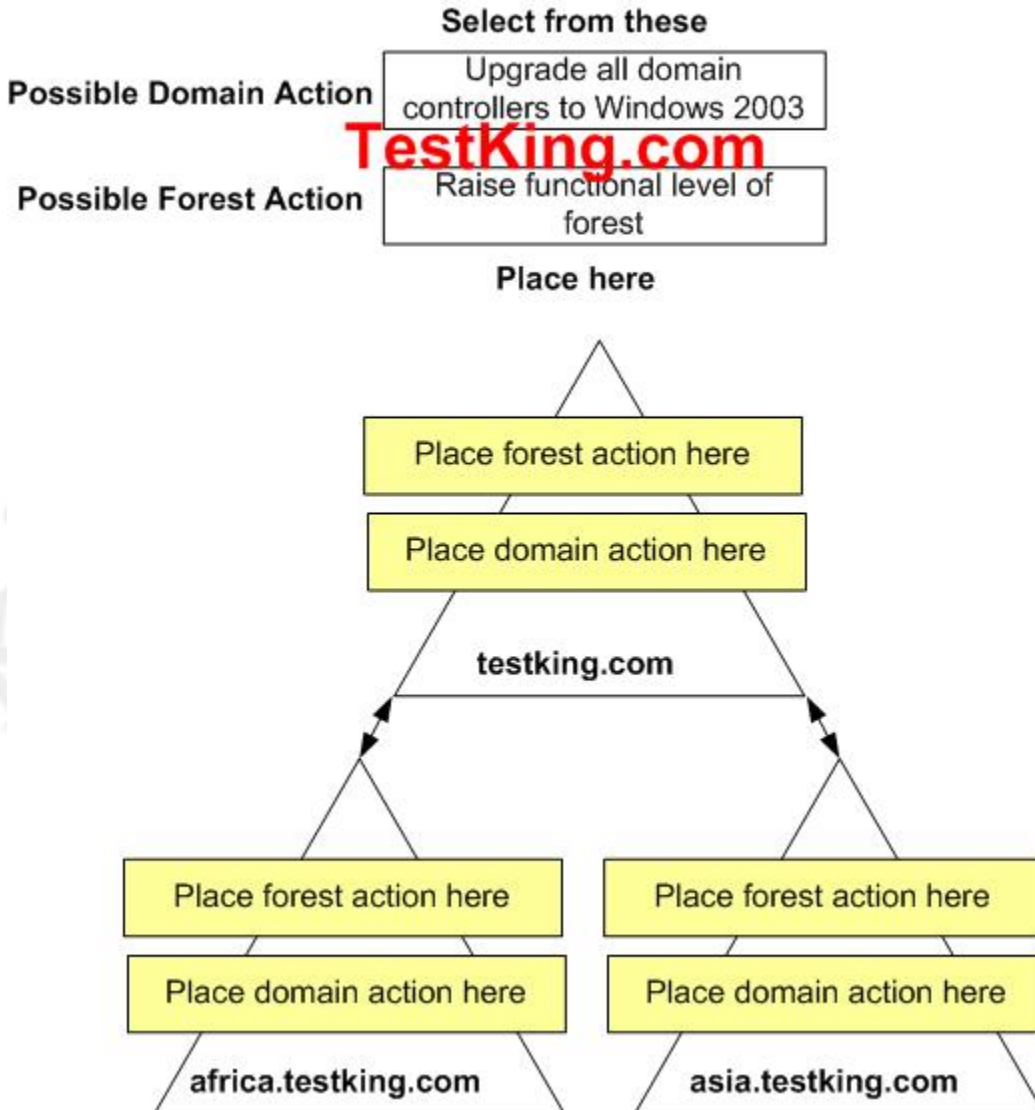 Select from these
Possible Domain Action
Upgrade all domain
controllers to Windows 2003
TestKing.com
Possible Forest Action
Raise functional level of
forest
Place here
Place forest action here
Place domain action here
testking.com
Place forest action here
Place forest action here
Place domain action here
Place domain action here
africa.testking.com
asia.testking.com